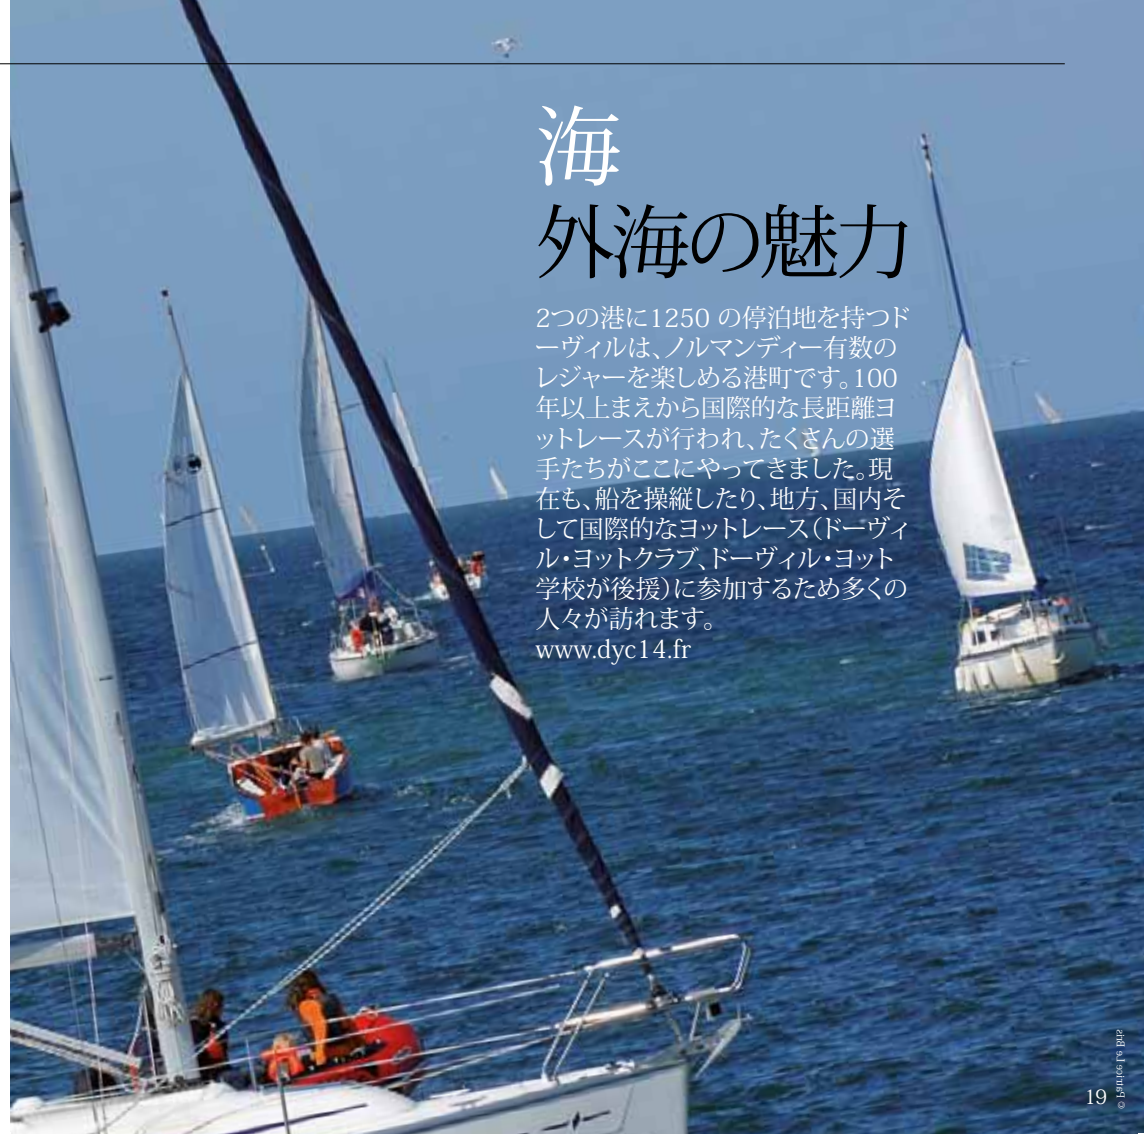 海
外海の魅力
2つの港に1250 の停泊地を持つド
ーヴィルは、ノルマンディー有数の
レジャーを楽しめる港町です。100
年以上まえから国際的な長距離ヨ
ットレースが行われ、たくさんの選
手たちがここにやってきました。現
在も、船を操縦したり、地方、国内そ
して国際的なヨットレース(ドーヴィ
ル・ヨットクラブ、ドーヴィル・ヨット
学校が後援)に参加するため多くの
人々が訪れます。
www.dyc14.fr
19
© Patrice Le Bris